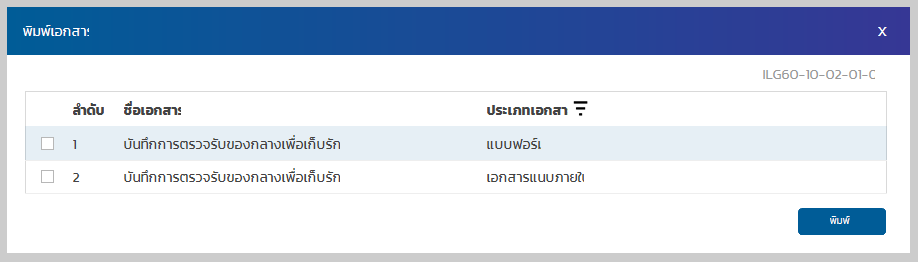 พิมพ์เอกสาร X
ILG60-10-02-01-0
ลำดับ ชื่อเอกสาร ประเภทเอกสา
1 บันทึกการตรวจรับของกลางเพื่อเก็บรัก แบบฟอร์ม
2 บันทึกการตรวจรับของกลางเพื่อเก็บรัก เอกสารแนบภายใน
พิมพ์